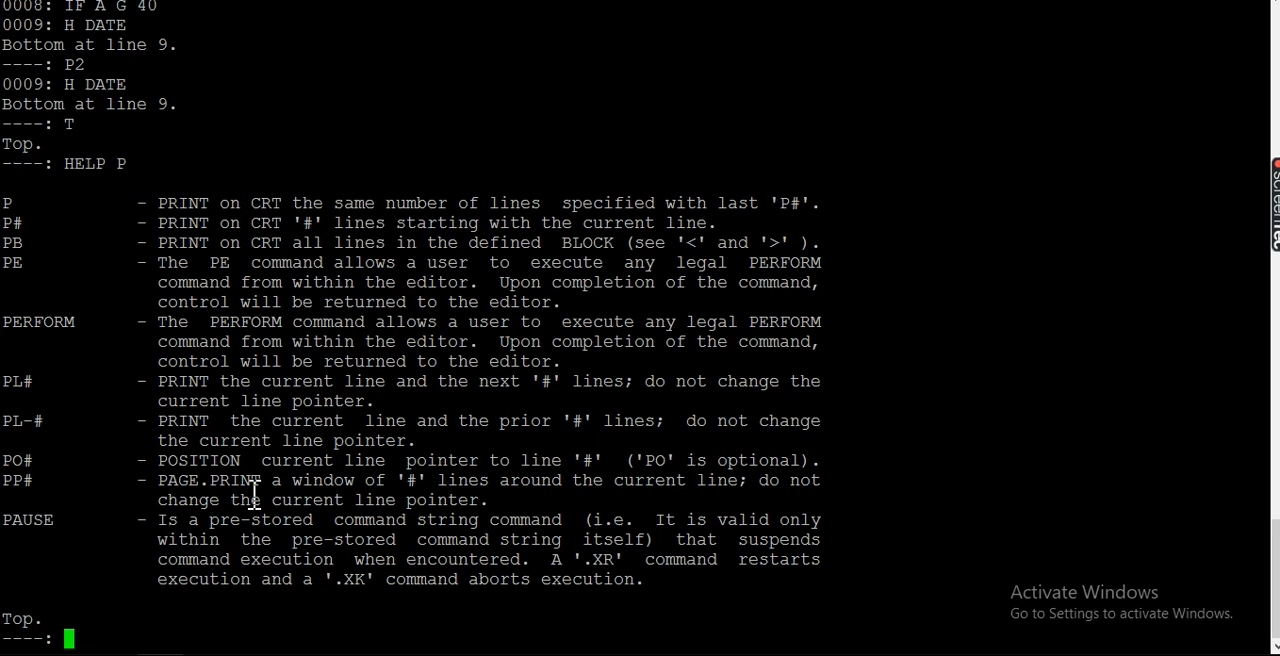 0008: IF A G 40
0009: H DATE
Bottom at line 9.
----: P2
0009: H DATE
Bottom at line 9.
----: T
Top.
----: HELP P
P - PRINT on CRT the same number of lines specified with last 'P#'.
P# - PRINT on CRT '#' lines starting with the current line.
PB - PRINT on CRT all lines in the defined BLOCK (see '<' and '>' ).
PE - The PE command allows a user to execute any legal PERFORM
command from within the editor. Upon completion of the command,
control will be returned to the editor.
PERFORM - The PERFORM command allows a user to execute any legal PERFORM
command from within the editor. Upon completion of the command,
control will be returned to the editor.
PL# - PRINT the current line and the next '#' lines; do not change the
current line pointer.
PL-# - PRINT the current line and the prior '#' lines; do not change
the current line pointer.
PO# - POSITION current line pointer to line '#' ('PO' is optional).
PP# - PAGE.PRINT a window of '#' lines around the current line; do not
change the current line pointer.
PAUSE - Is a pre-stored command string command (i.e. It is valid only
within the pre-stored command string itself) that suspends
command execution when encountered. A '.XR' command restarts
execution and a '.XK' command aborts execution.
Top.
----:
Activate Windows
Go to Settings to activate Windows.